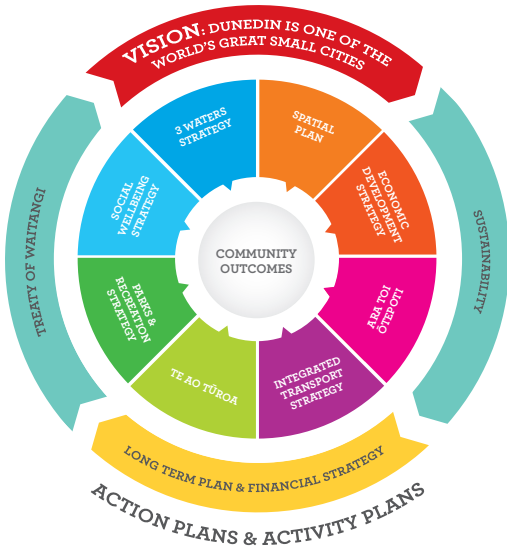 VISION: DUNEDIN IS ONE OF THE
WORLD'S GREAT SMALL CITIES
3 WATERS
STRATEGY
SPATIAL
PLAN
ECONOMIC
DEVELOPMENT
STRATEGY
ARA TOI
ŌTEPOTI
INTEGRATED
TRANSPORT
STRATEGY
TE AO TŪROA
PARKS &
RECREATION
STRATEGY
SOCIAL
WELLBEING
STRATEGY
COMMUNITY
OUTCOMES
TREATY OF WAITANGI
SUSTAINABILITY
LONG TERM PLAN & FINANCIAL STRATEGY
ACTION PLANS & ACTIVITY PLANS